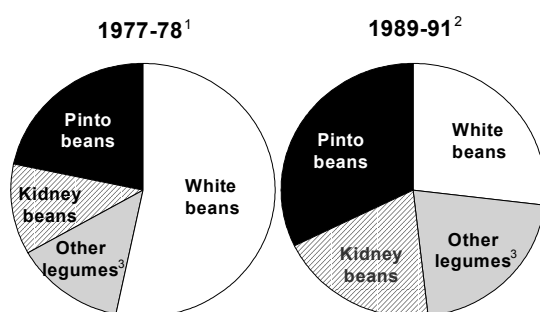 1977-78¹
1989-91²
Pinto
beans
Kidney
beans
Other
legumes³
White
beans
Pinto
beans
White
beans
Kidney
beans
Other
legumes³